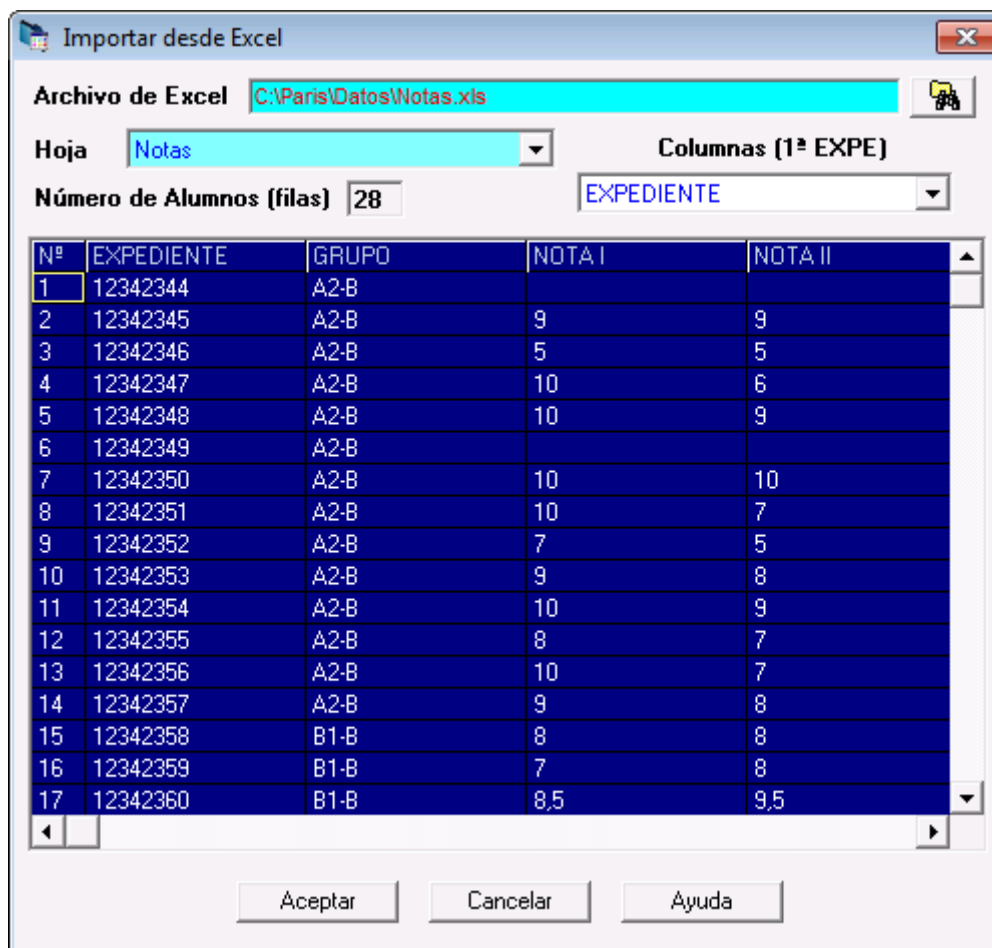 Importar desde Excel
Archivo de Excel C:\Paris\Datos\Notas.xls
Hoja Notas Columnas (1ª EXPE)
Número de Alumnos (filas) 28 EXPEDIENTE
Nº EXPEDIENTE GRUPO NOTA I NOTA II
1 12342344 A2-B
2 12342345 A2-B 9 9
3 12342346 A2-B 5 5
4 12342347 A2-B 10 6
5 12342348 A2-B 10 9
6 12342349 A2-B
7 12342350 A2-B 10 10
8 12342351 A2-B 10 7
9 12342352 A2-B 7 5
10 12342353 A2-B 9 8
11 12342354 A2-B 10 9
12 12342355 A2-B 8 7
13 12342356 A2-B 10 7
14 12342357 A2-B 9 8
15 12342358 B1-B 8 8
16 12342359 B1-B 7 8
17 12342360 B1-B 8,5 9,5
Aceptar Cancelar Ayuda